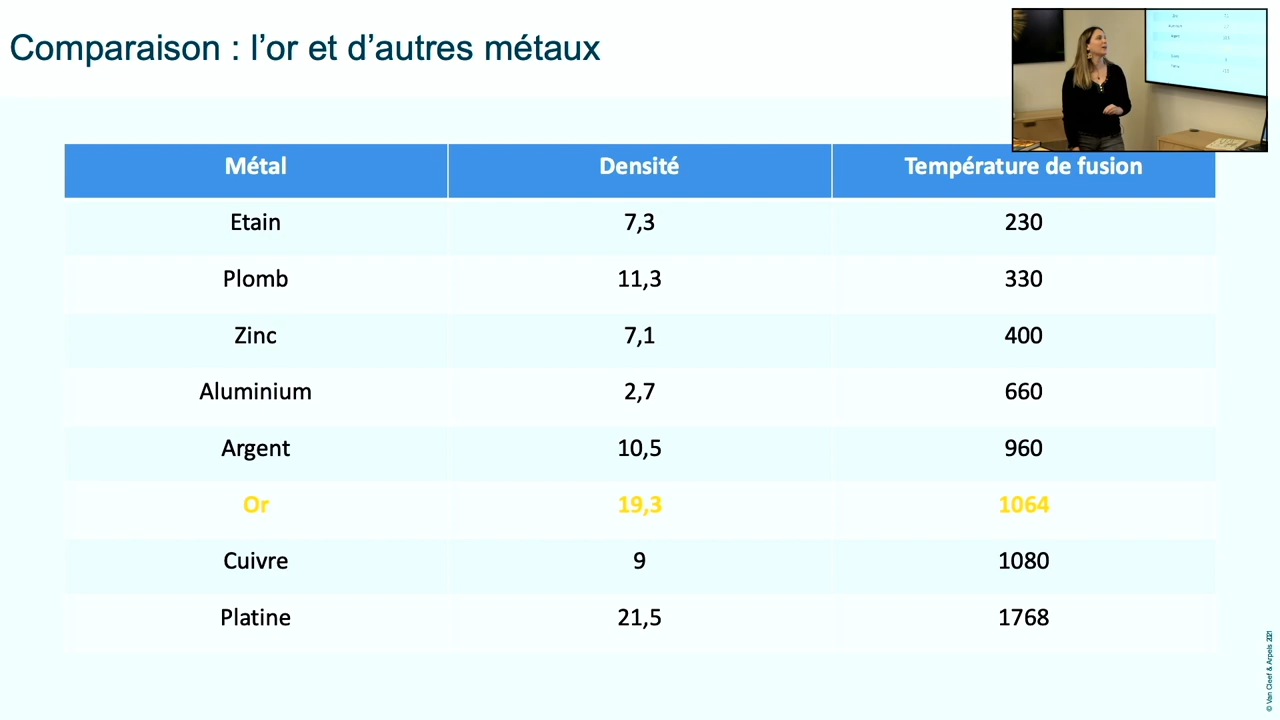 Comparaison : l’or et d’autres métaux
Métal Densité Température de fusion
Etain 7,3 230
Plomb 11,3 330
Zinc 7,1 400
Aluminium 2,7 660
Argent 10,5 960
Or 19,3 1064
Cuivre 9 1080
Platine 21,5 1768
© Van Cleef & Arpels 2021